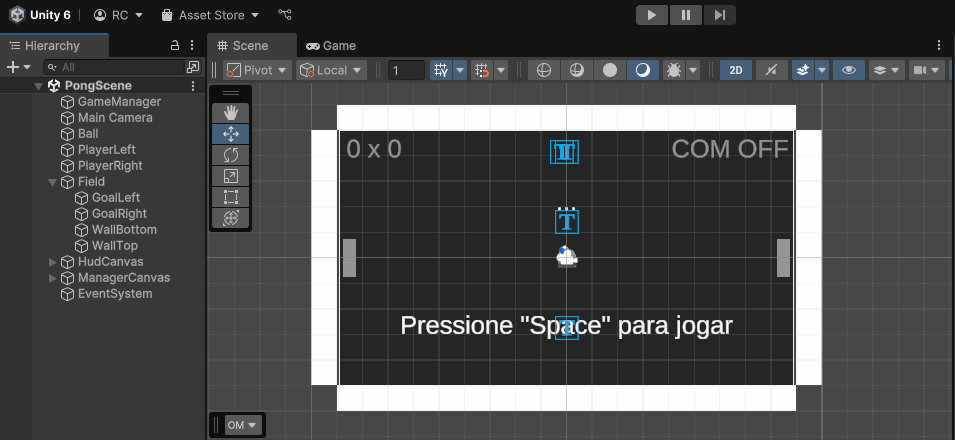 Unity 6 RC Asset Store
Hierarchy
Scene Game
All
Pivot Local 1 2D
PongScene
GameManager
Main Camera
Ball
PlayerLeft
PlayerRight
Field
GoalLeft
GoalRight
WallBottom
WallTop
HudCanvas
ManagerCanvas
EventSystem
0 x 0 COM OFF
Pressione "Space" para jogar
OM